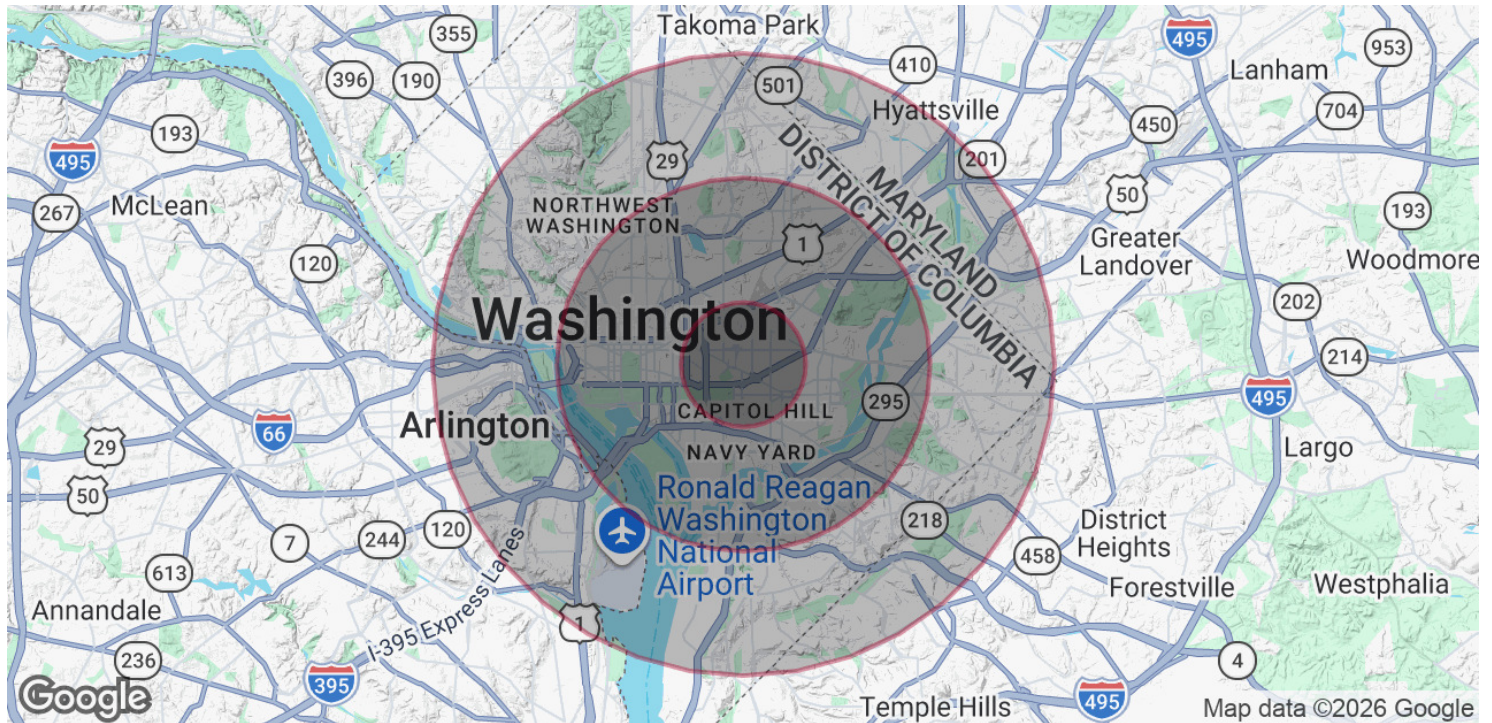 Takoma Park
355
495
953
396
190
410
Lanham
501
Hyattsville
704
193
450
495
29
201
MARYLAND
DISTRICT OF COLUMBIA
50
267
McLean
NORTHWEST
WASHINGTON
193
1
Greater
Landover
120
Woodmore
Washington
202
214
295
495
CAPITOL HILL
Arlington
66
29
NAVY YARD
Largo
50
Ronald Reagan
Washington
National
Airport
120
218
District
Heights
7
244
458
613
Forestville
Westphalia
Annandale
I-395 Express Lanes
1
236
4
395
495
Google
Temple Hills
Map data ©2026 Google